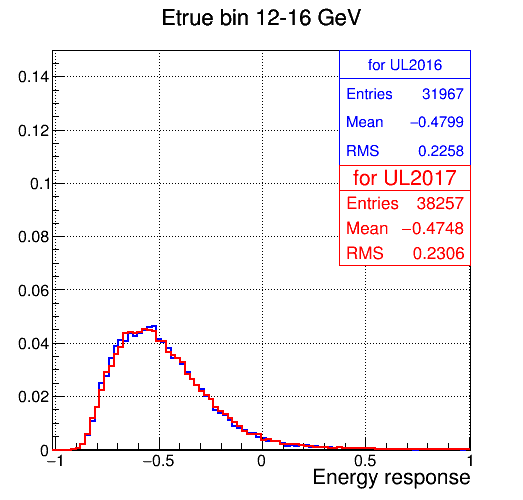 Etrue bin 12-16 GeV
for UL2016
Entries 31967
Mean −0.4799
RMS 0.2258
for UL2017
Entries 38257
Mean −0.4748
RMS 0.2306
0.14
0.12
0.1
0.08
0.06
0.04
0.02
0
−1 −0.5 0 0.5 1
Energy response